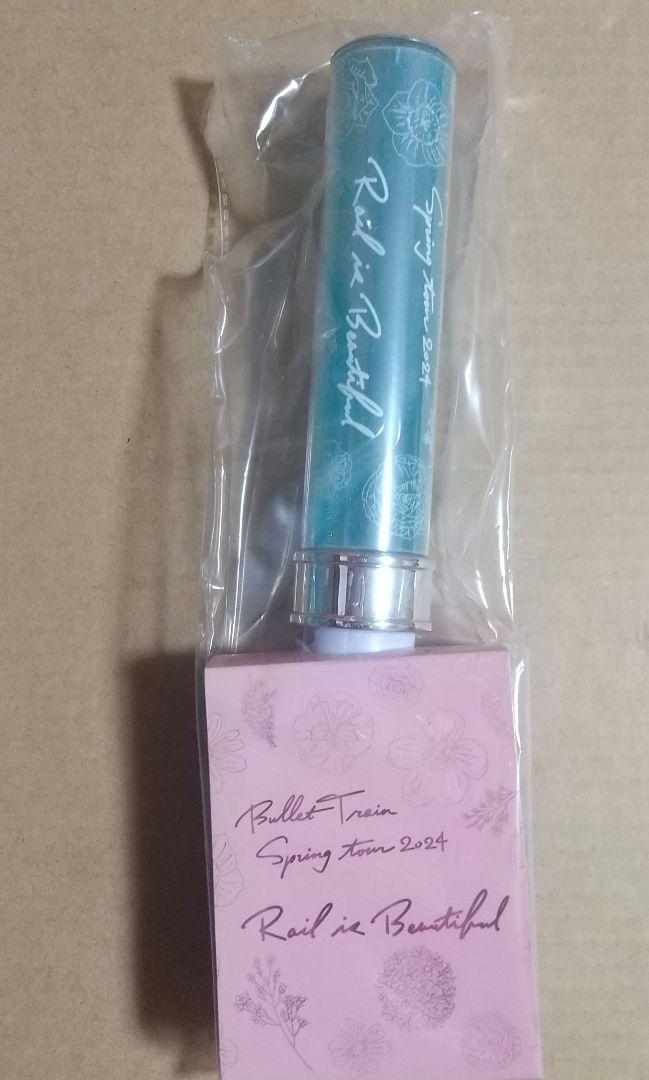 Spring tour 2024
Rail is Beautiful
Bullet Train
Spring tour 2024
Rail is Beautiful